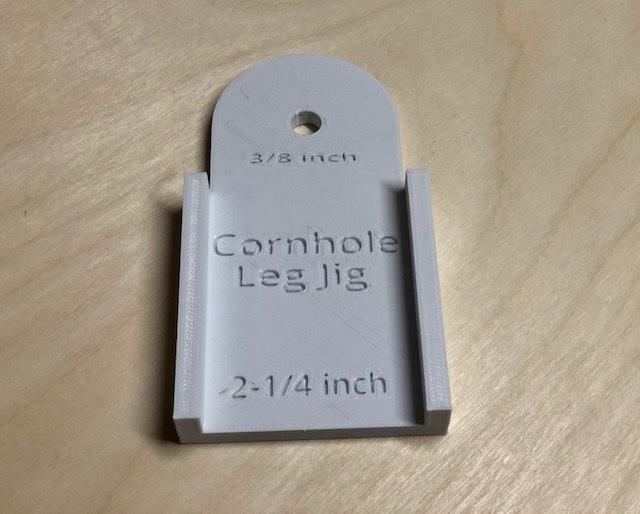 3/8 inch
Cornhole
Leg Jig
2-1/4 inch